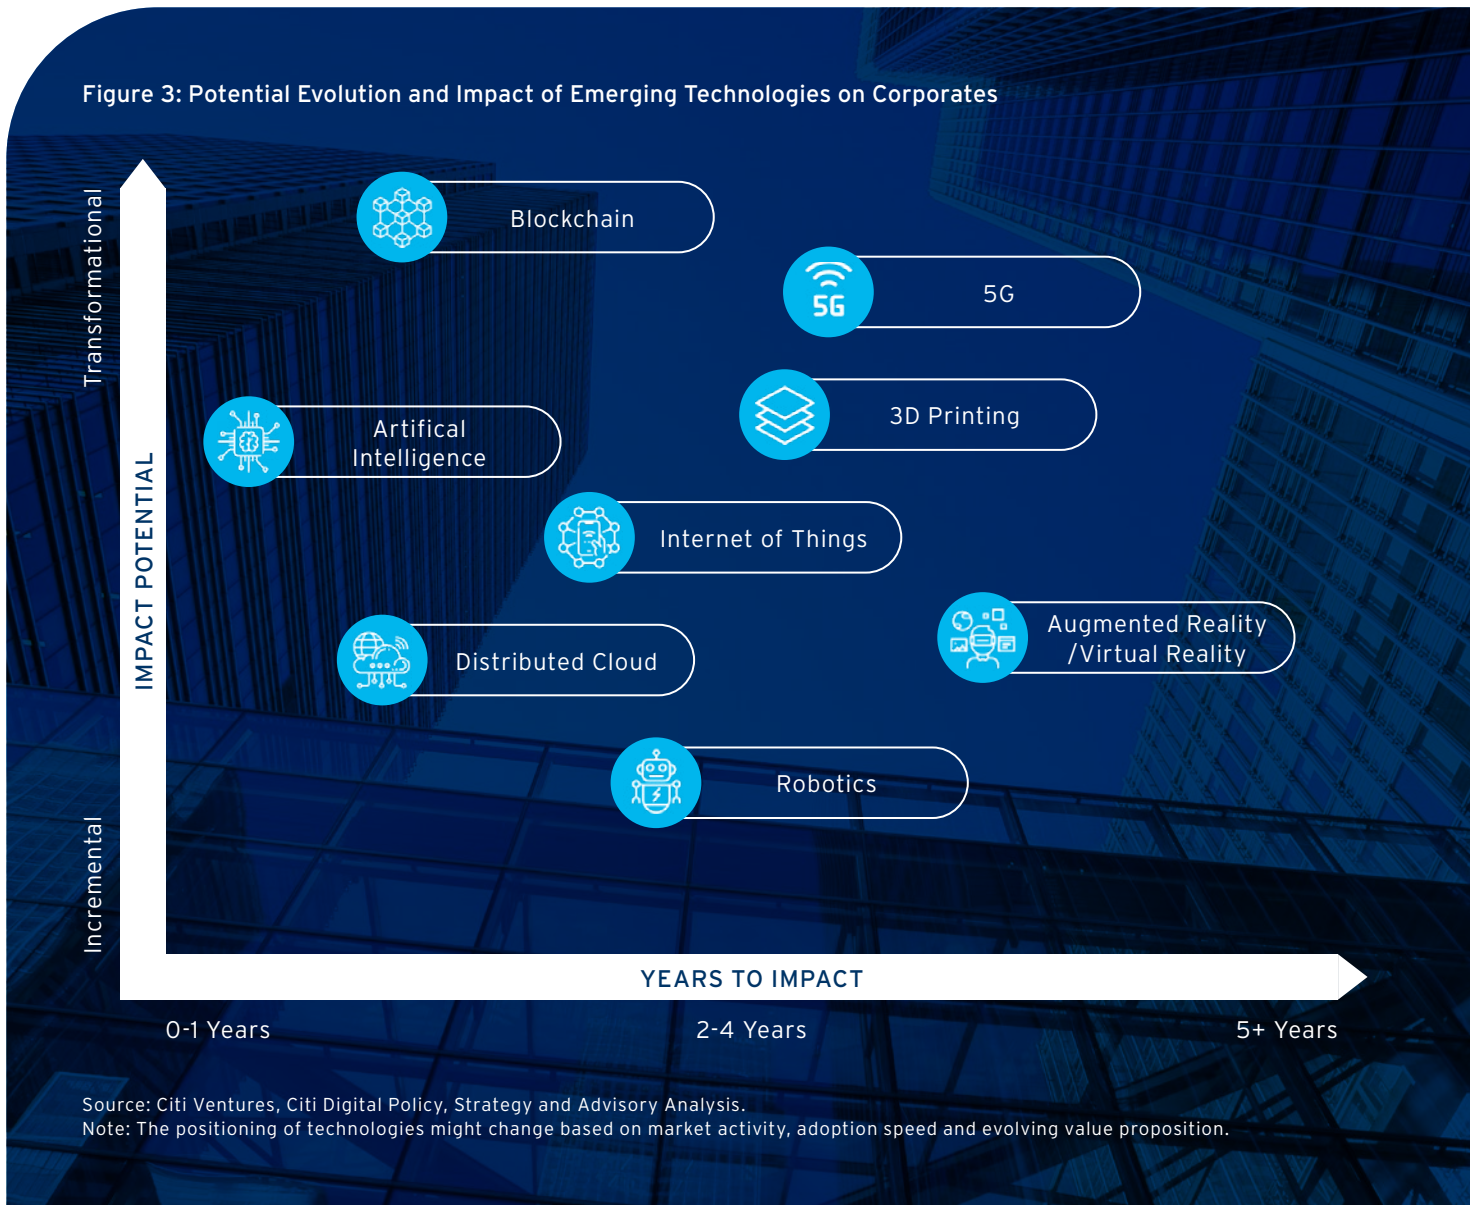 Figure 3: Potential Evolution and Impact of Emerging Technologies on Corporates
Transformational
IMPACT POTENTIAL
Incremental
Blockchain
5G
5G
3D Printing
Artifical
Intelligence
Internet of Things
Augmented Reality
/Virtual Reality
Distributed Cloud
Robotics
YEARS TO IMPACT
0-1 Years
2-4 Years
5+ Years
Source: Citi Ventures, Citi Digital Policy, Strategy and Advisory Analysis.
Note: The positioning of technologies might change based on market activity, adoption speed and evolving value proposition.